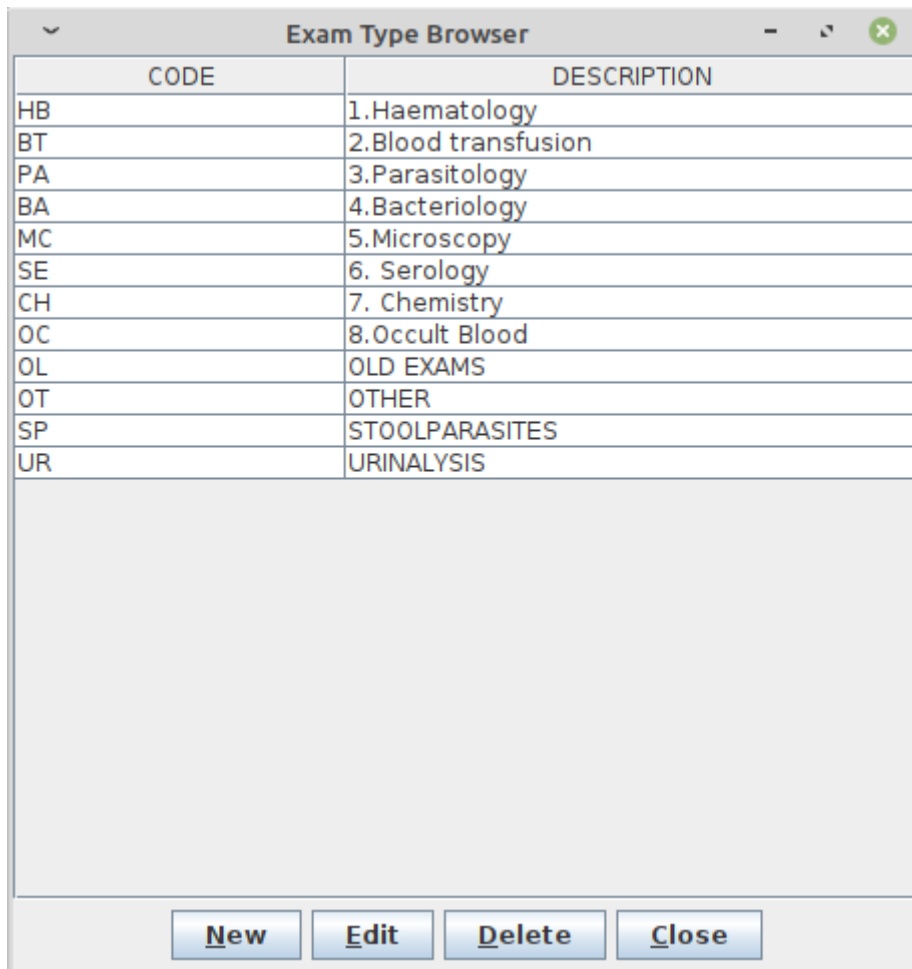 Exam Type Browser
CODE DESCRIPTION
HB 1.Haematology
BT 2.Blood transfusion
PA 3.Parasitology
BA 4.Bacteriology
MC 5.Microscopy
SE 6. Serology
CH 7. Chemistry
OC 8.Occult Blood
OL OLD EXAMS
OT OTHER
SP STOOLPARASITES
UR URINALYSIS
New Edit Delete Close